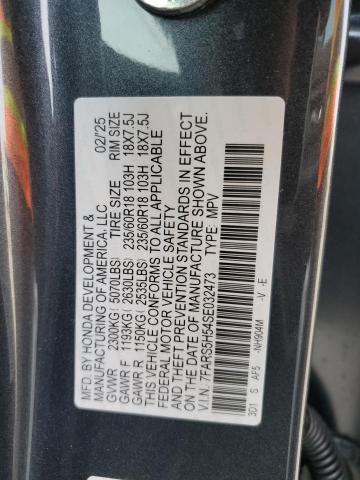 MFD BY: HONDA DEVELOPMENT &
MANUFACTURING OF AMERICA, LLC 02/'25
GVWR 2300KG( 5070LBS) TIRE SIZE RIM SIZE
GAWR F 1193KG( 2630LBS) 235/60R18 103H 18X7.5J
GAWR R 1150KG( 2535LBS) 235/60R18 103H 18X7.5J
THIS VEHICLE CONFORMS TO ALL APPLICABLE
FEDERAL MOTOR VEHICLE SAFETY
AND THEFT PREVENTION STANDARDS IN EFFECT
ON THE DATE OF MANUFACTURE SHOWN ABOVE.
V.I.N: 7FARS5H54SE032473 TYPE: MPV
3D1 S AF5 -NH904M -V -E